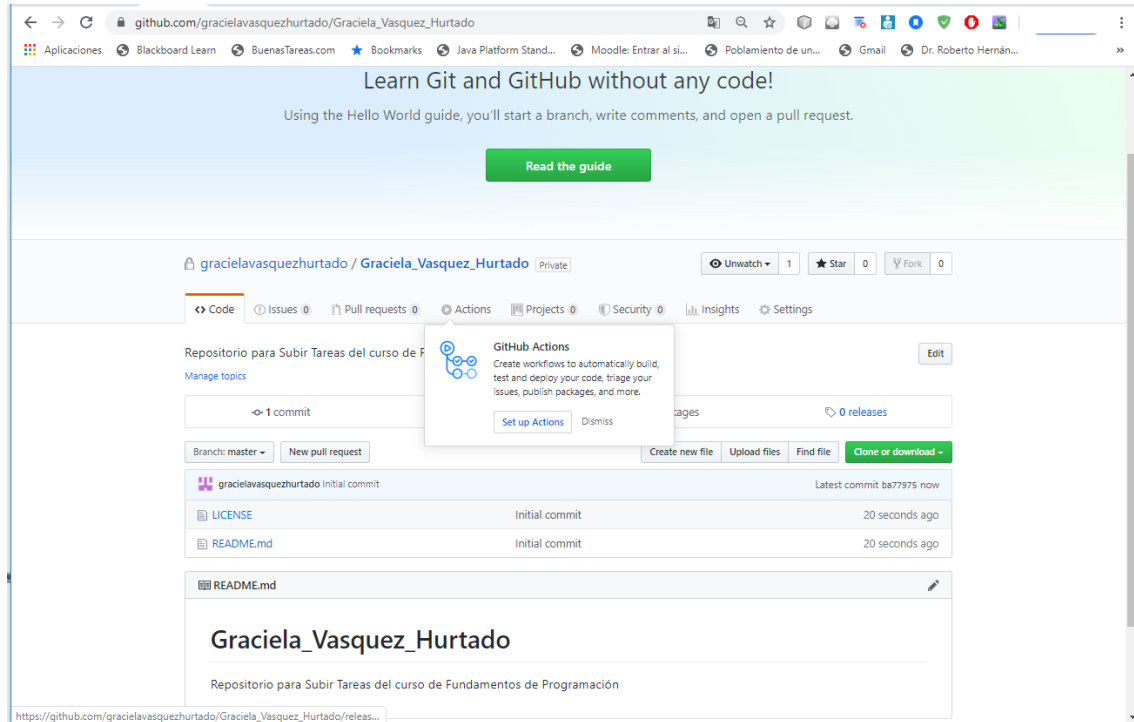 github.com/gracielavasquezhurtado/Graciela_Vasquez_Hurtado
Aplicaciones Blackboard Learn BuenasTareas.com Bookmarks Java Platform Stand... Moodle: Entrar al si... Poblamiento de un... Gmail Dr. Roberto Hernán... »
Learn Git and GitHub without any code!
Using the Hello World guide, you'll start a branch, write comments, and open a pull request.
Read the guide
gracielavasquezhurtado / Graciela_Vasquez_Hurtado Private Unwatch 1 Star 0 Fork 0
Code Issues 0 Pull requests 0 Actions Projects 0 Security 0 Insights Settings
GitHub Actions
Create workflows to automatically build,
test and deploy your code, triage your
issues, publish packages, and more.
Set up Actions Dismiss
Repositorio para Subir Tareas del curso de F Edit
Manage topics
1 commit kages 0 releases
Branch: master New pull request Create new file Upload files Find file Clone or download
gracielavasquezhurtado Initial commit Latest commit ba77975 now
LICENSE Initial commit 20 seconds ago
README.md Initial commit 20 seconds ago
README.md
Graciela_Vasquez_Hurtado
Repositorio para Subir Tareas del curso de Fundamentos de Programación
https://github.com/gracielavasquezhurtado/Graciela_Vasquez_Hurtado/releas...